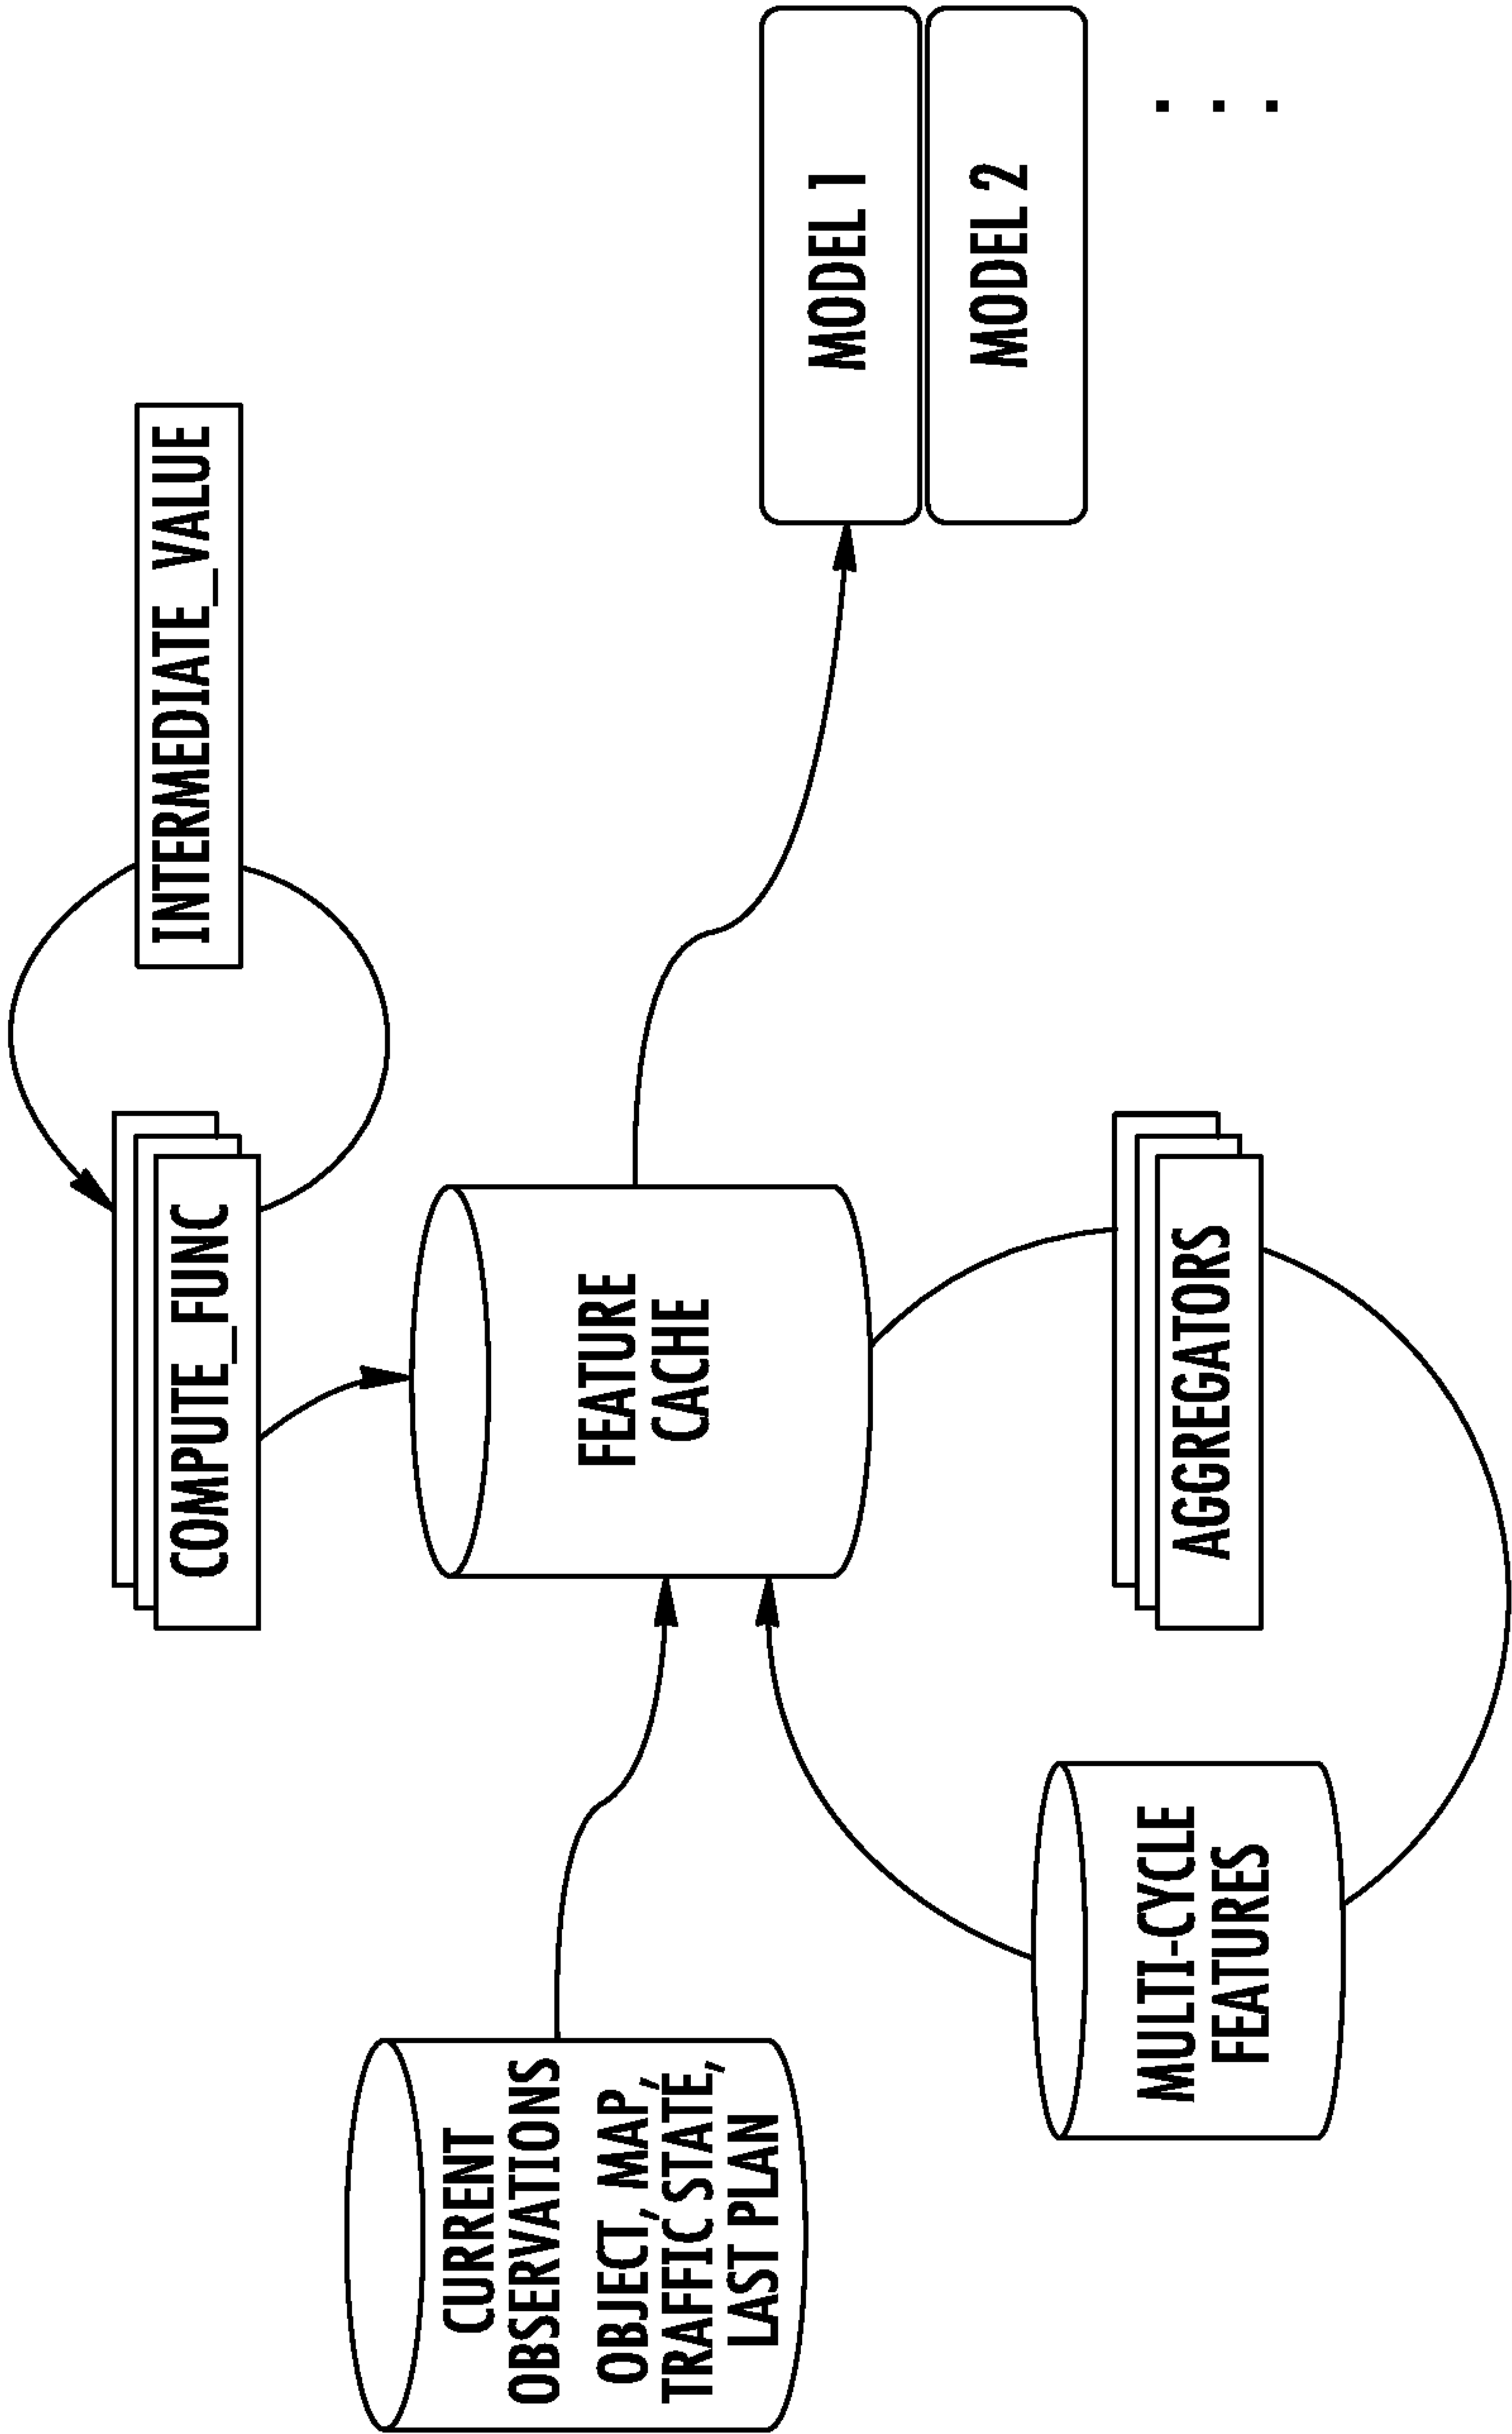 COMPUTE_FUNC
INTERMEDIATE_VALUE
CURRENT
OBSERVATIONS
OBJECT, MAP,
TRAFFIC STATE,
LAST PLAN
FEATURE
CACHE
MODEL 1
MODEL 2
MULTI-CYCLE
FEATURES
AGGREGATORS